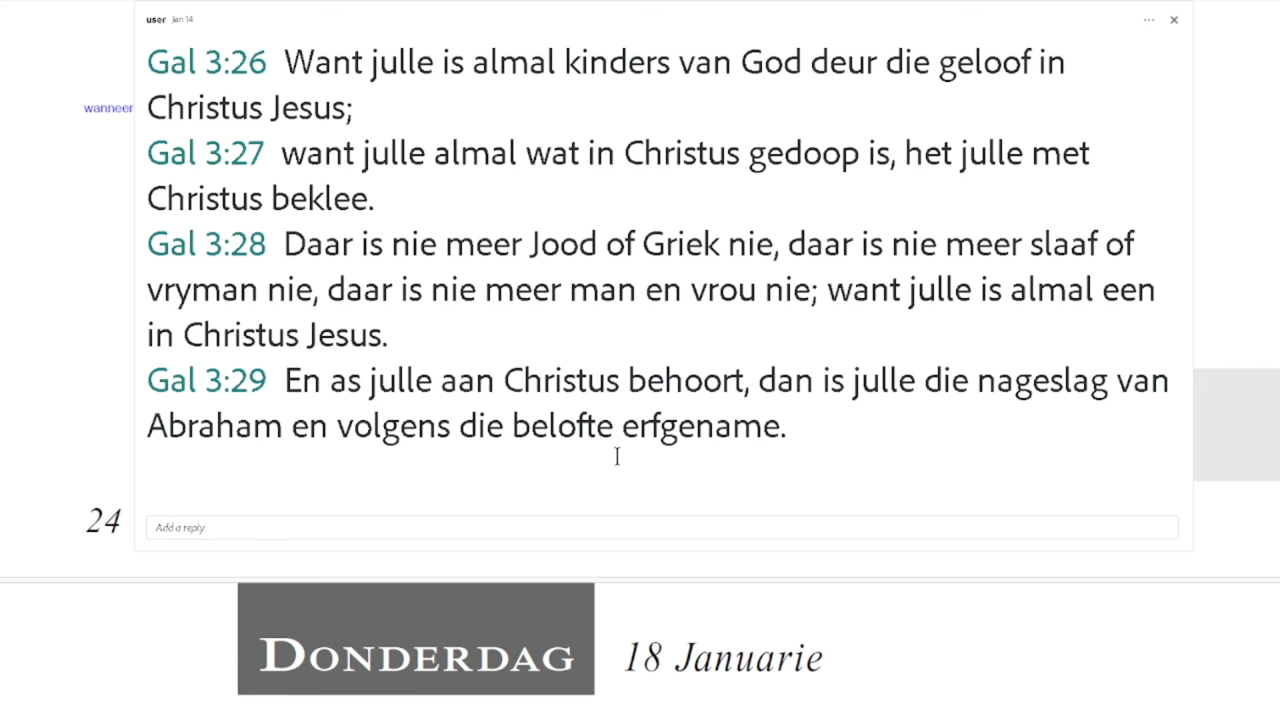 user Jan 14
Gal 3:26 Want julle is almal kinders van God deur die geloof in
wanneer
Christus Jesus;
Gal 3:27 want julle almal wat in Christus gedoop is, het julle met
Christus beklee.
Gal 3:28 Daar is nie meer Jood of Griek nie, daar is nie meer slaaf of
vryman nie, daar is nie meer man en vrou nie; want julle is almal een
in Christus Jesus.
Gal 3:29 En as julle aan Christus behoort, dan is julle die nageslag van
Abraham en volgens die belofte erfgename.
24
Add a reply
DONDERDAG 18 Januarie